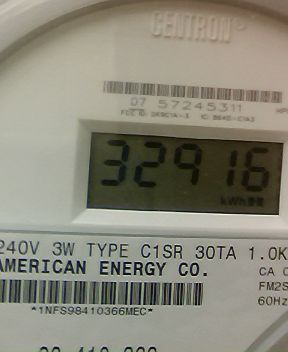 CENTRON®
07 57245311
32916
kWh
240V 3W TYPE C1SR 30TA 1.0K
AMERICAN ENERGY CO.
CA 0
FM2S
60Hz
*1NFS98410366MEC*